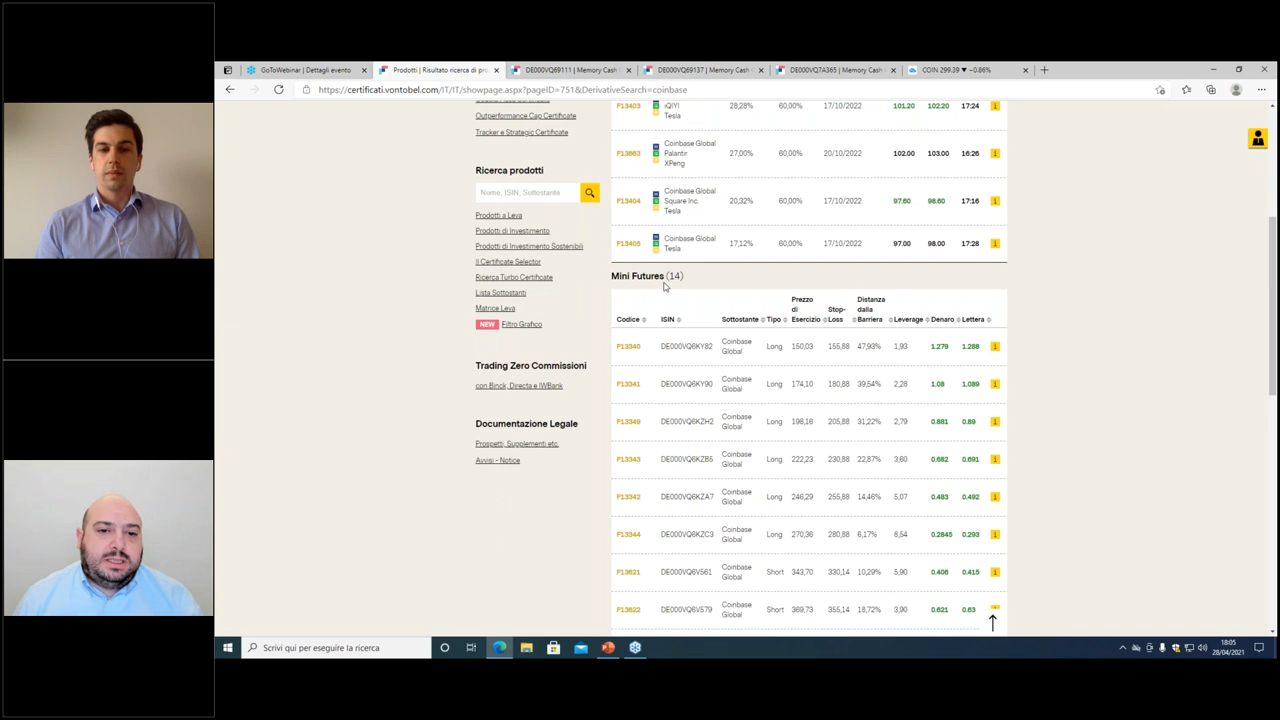 GoToWebinar | Dettagli evento
Prodotti | Risultato ricerca di pro
DE000VQ69111 | Memory Cash
DE000VQ69137 | Memory Cash
DE000VQ7A365 | Memory Cash
COIN 299.39 ▼ -0.86%
https://certificati.vontobel.com/IT/IT/showpage.aspx?pageID=751&DerivativeSearch=coinbase
Outperformance Cap Certificate
Tracker e Strategic Certificate
Ricerca prodotti
Nome, ISIN, Sottostante
Prodotti a Leva
Prodotti di Investimento
Prodotti di Investimento Sostenibili
Il Certificate Selector
Ricerca Turbo Certificate
Lista Sottostanti
Matrice Leva
NEW Filtro Grafico
Trading Zero Commissioni
con Binck, Directa e IWBank
Documentazione Legale
Prospetti, Supplementi etc.
Avvisi - Notice
F13403 iQIYI Tesla 28,28% 60,00% 17/10/2022 101.20 102.20 17:24
F13663 Coinbase Global Palantir XPeng 27,00% 60,00% 20/10/2022 102.00 103.00 16:26
F13404 Coinbase Global Square Inc. Tesla 20,32% 60,00% 17/10/2022 97.60 98.60 17:16
F13405 Coinbase Global Tesla 17,12% 60,00% 17/10/2022 97.00 98.00 17:28
Mini Futures (14)
Codice ISIN Sottostante Tipo Prezzo di Esercizio Stop-Loss Distanza dalla Barriera Leverage Denaro Lettera
F13340 DE000VQ6KY82 Coinbase Global Long 150,03 155,88 47,93% 1,93 1.279 1.288
F13341 DE000VQ6KY90 Coinbase Global Long 174,10 180,88 39,54% 2,28 1.08 1.089
F13349 DE000VQ6KZH2 Coinbase Global Long 198,16 205,88 31,22% 2,79 0.881 0.89
F13343 DE000VQ6KZB5 Coinbase Global Long 222,23 230,88 22,87% 3,60 0.682 0.691
F13342 DE000VQ6KZA7 Coinbase Global Long 246,29 255,88 14,46% 5,07 0.483 0.492
F13344 DE000VQ6KZC3 Coinbase Global Long 270,36 280,88 6,17% 8,54 0.2845 0.293
F13621 DE000VQ6V561 Coinbase Global Short 343,70 330,14 10,29% 5,90 0.406 0.415
F13622 DE000VQ6V579 Coinbase Global Short 369,73 355,14 18,72% 3,90 0.621 0.63
Scrivi qui per eseguire la ricerca
18:05
28/04/2021